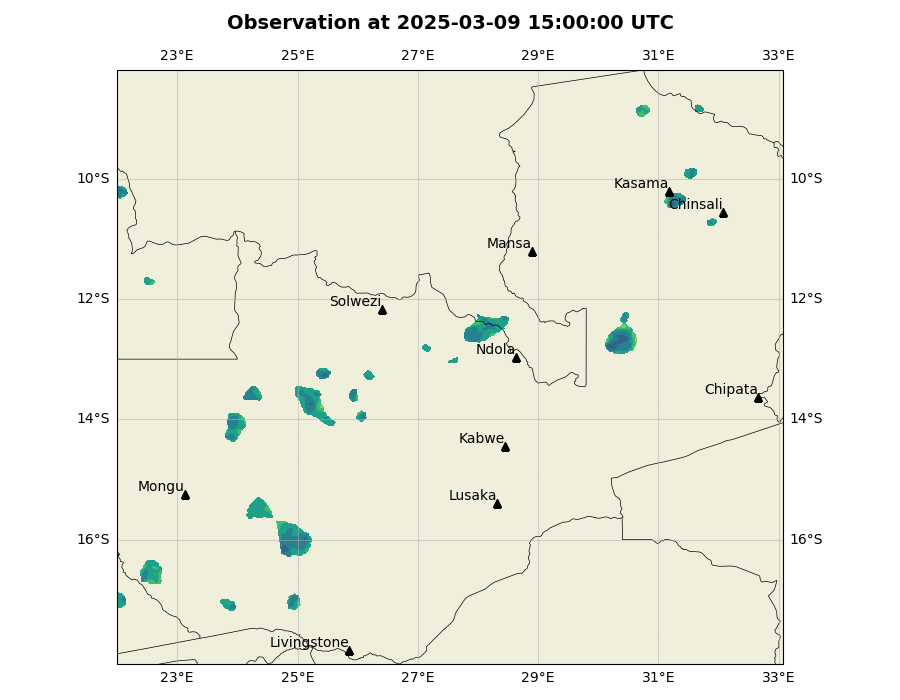 Observation at 2025-03-09 15:00:00 UTC
23°E 25°E 27°E 29°E 31°E 33°E
10°S 10°S
Kasama
Chinsali
Mansa
12°S 12°S
Solwezi
Ndola
Chipata
14°S 14°S
Kabwe
Mongu
Lusaka
16°S 16°S
Livingstone
23°E 25°E 27°E 29°E 31°E 33°E